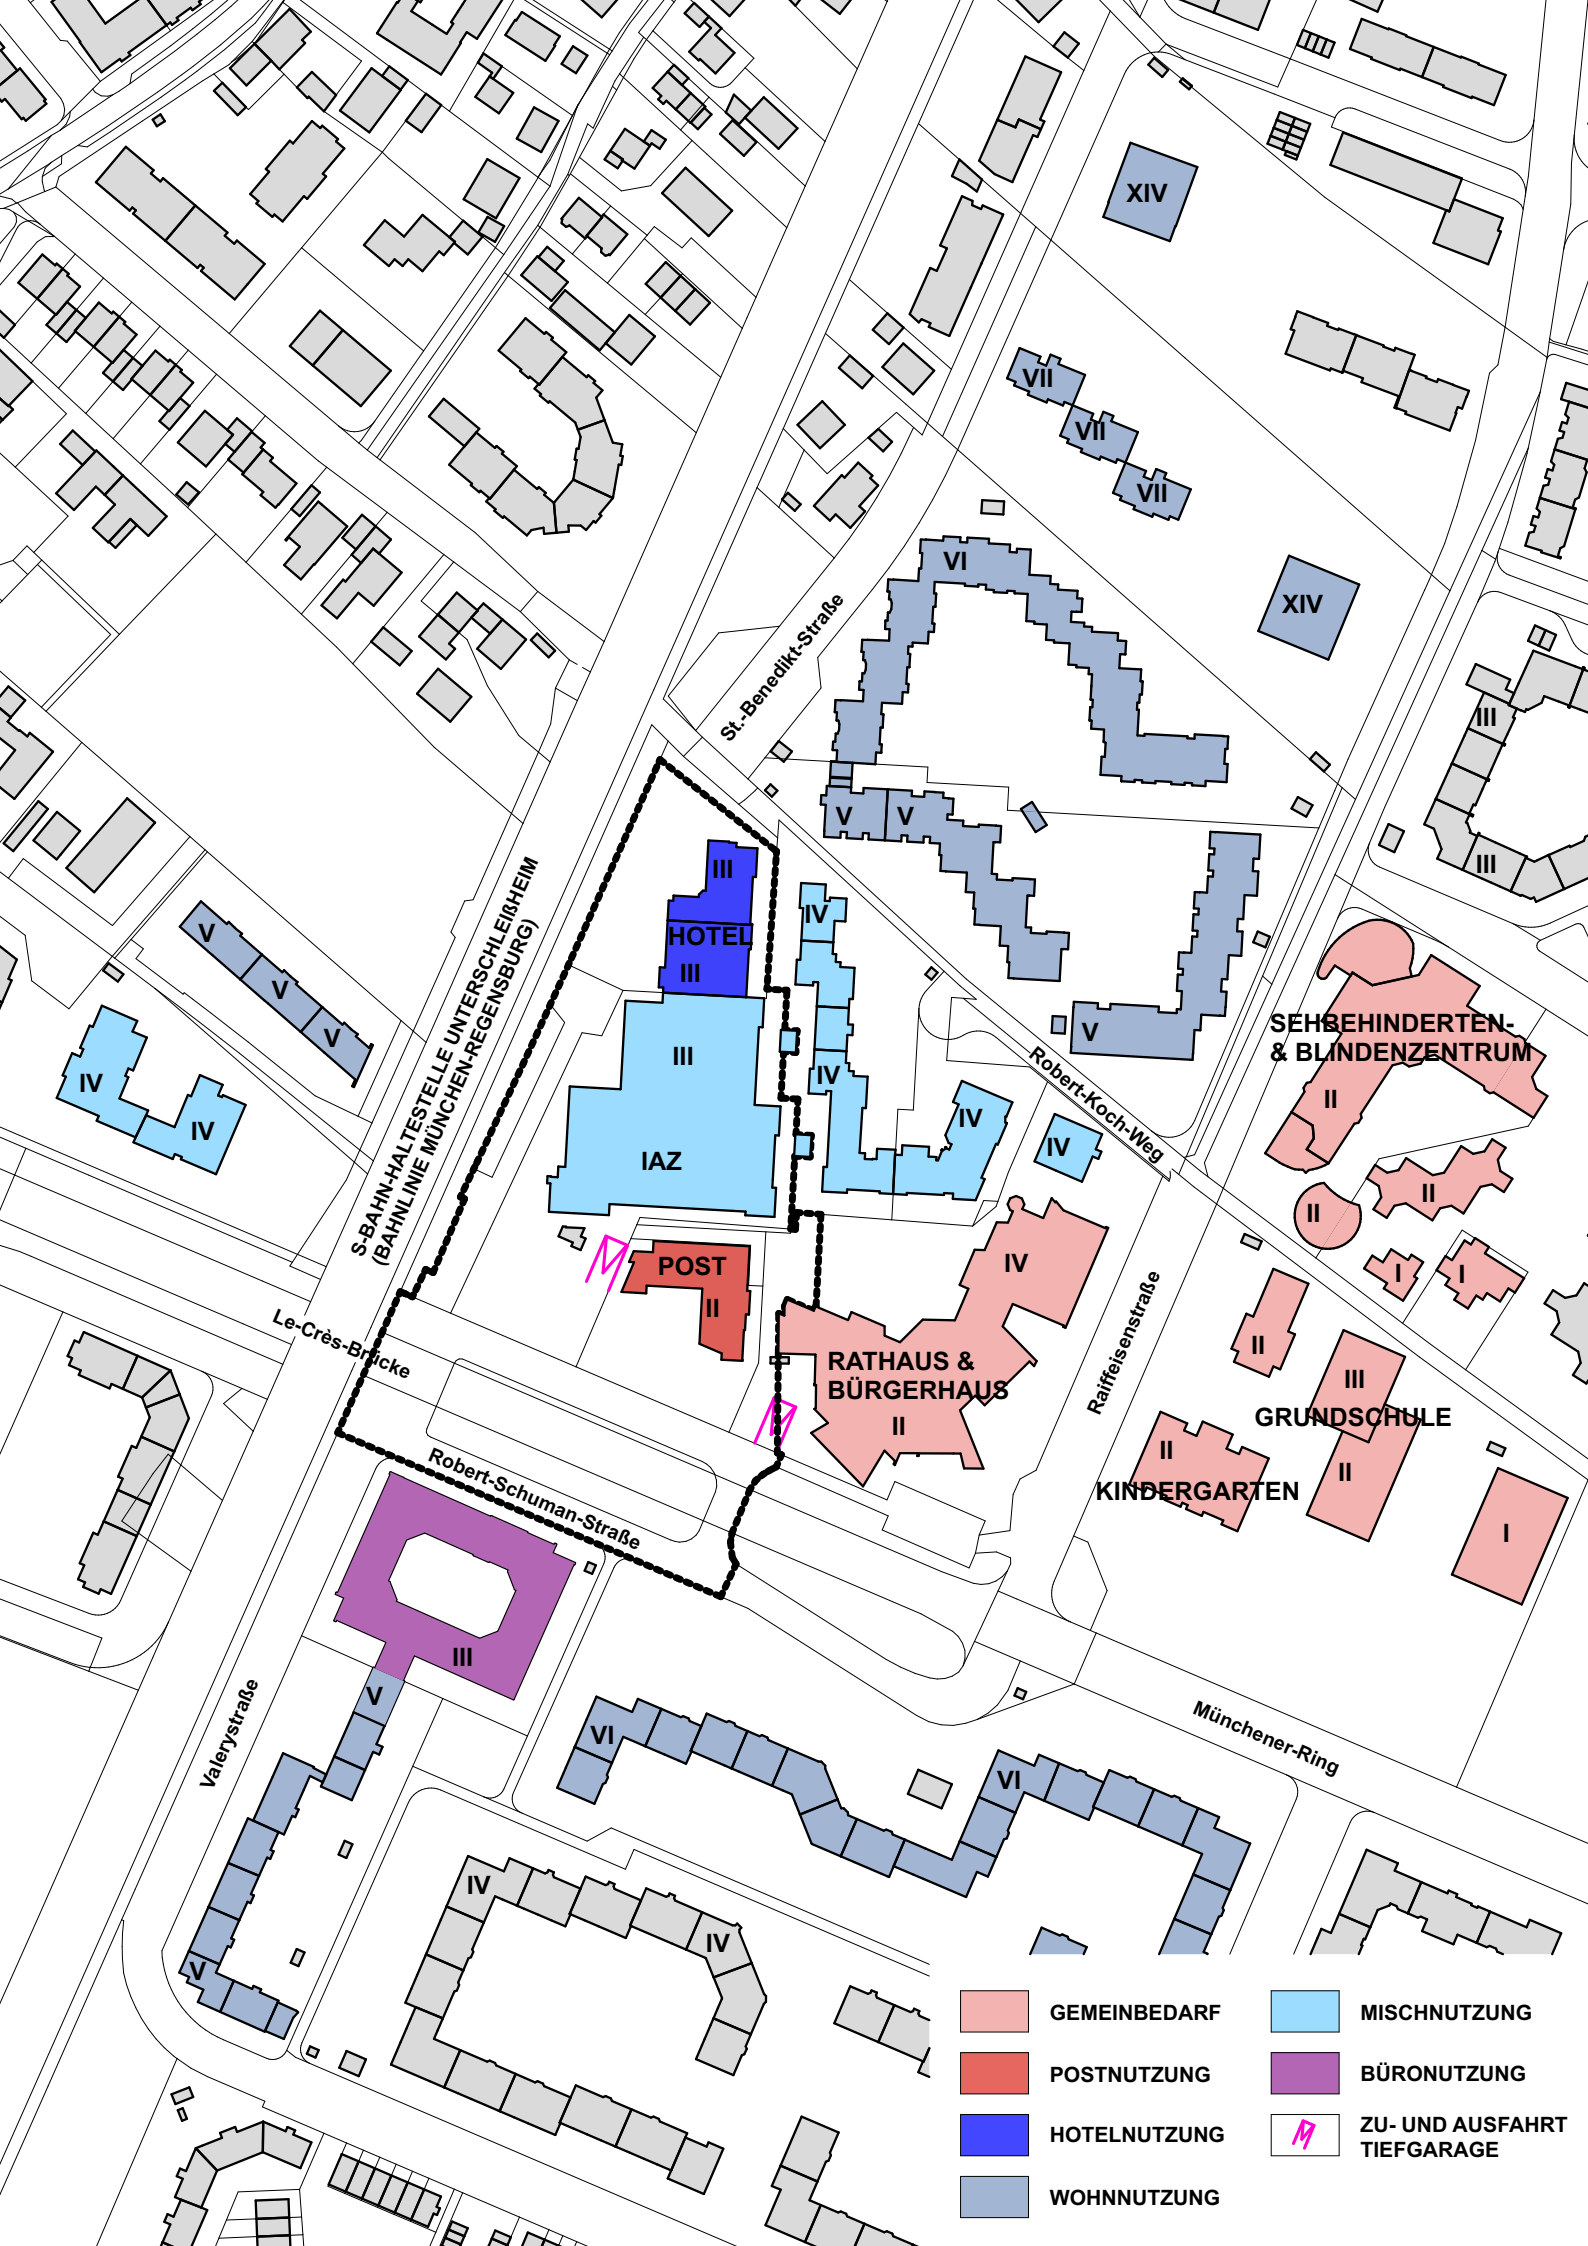 XIV
VII
VII
VII
VI
XIV
St.-Benedikt-Straße
III
V
V
III
III
HOTEL
III
IV
V
V
V
S-BAHN-HALTESTELLE UNTERSCHLEIßHEIM
(BAHNLINIE MÜNCHEN-REGENSBURG)
V
SEHBEHINDERTEN-
& BLINDENZENTRUM
III
IV
IV
II
Robert-Koch-Weg
IV
IV
IV
IAZ
II
II
POST
II
IV
I
I
Le-Crès-Brücke
Raiffeisenstraße
II
RATHAUS &
BÜRGERHAUS
II
III
GRUNDSCHULE
II
II
KINDERGARTEN
I
Robert-Schuman-Straße
III
V
Valerystraße
VI
VI
Münchener-Ring
IV
IV
V
GEMEINBEDARF
POSTNUTZUNG
HOTELNUTZUNG
WOHNNUTZUNG
MISCHNUTZUNG
BÜRONUTZUNG
ZU- UND AUSFAHRT
TIEFGARAGE